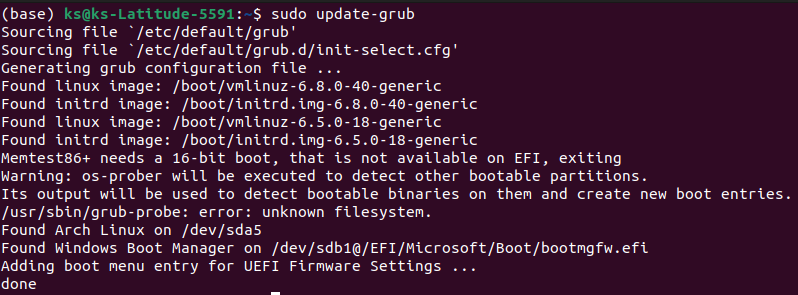 (base) ks@ks-Latitude-5591:~$ sudo update-grub
Sourcing file `/etc/default/grub'
Sourcing file `/etc/default/grub.d/init-select.cfg'
Generating grub configuration file ...
Found linux image: /boot/vmlinuz-6.8.0-40-generic
Found initrd image: /boot/initrd.img-6.8.0-40-generic
Found linux image: /boot/vmlinuz-6.5.0-18-generic
Found initrd image: /boot/initrd.img-6.5.0-18-generic
Memtest86+ needs a 16-bit boot, that is not available on EFI, exiting
Warning: os-prober will be executed to detect other bootable partitions.
Its output will be used to detect bootable binaries on them and create new boot entries.
/usr/sbin/grub-probe: error: unknown filesystem.
Found Arch Linux on /dev/sda5
Found Windows Boot Manager on /dev/sdb1@/EFI/Microsoft/Boot/bootmgfw.efi
Adding boot menu entry for UEFI Firmware Settings ...
done